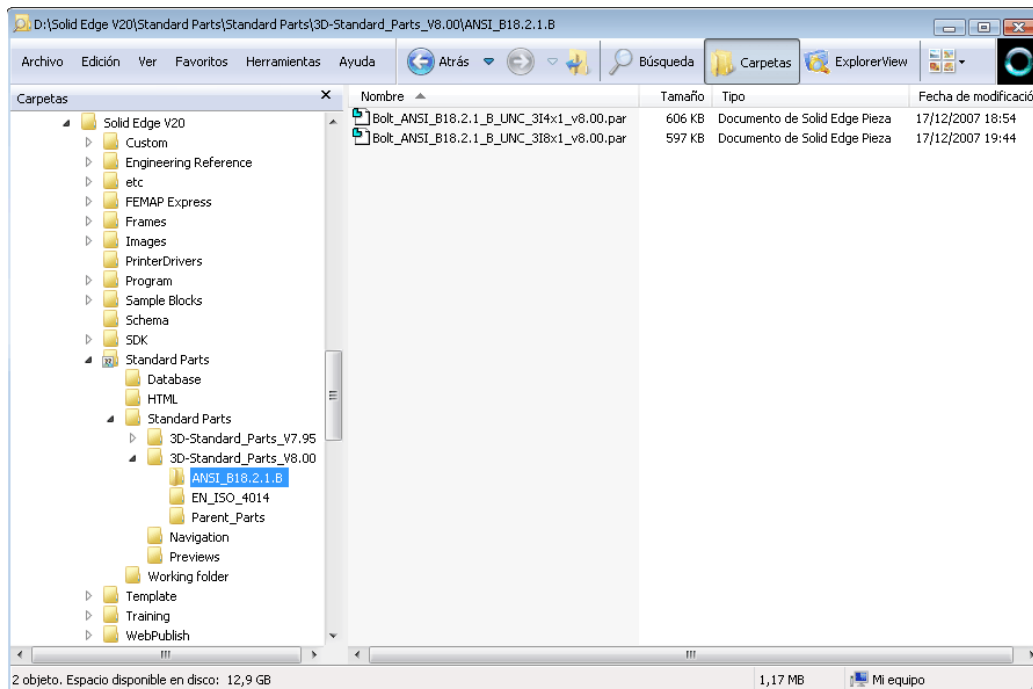 D:\Solid Edge V20\Standard Parts\Standard Parts\3D-Standard_Parts_V8.00\ANSI_B18.2.1.B
Archivo Edición Ver Favoritos Herramientas Ayuda Atrás Búsqueda Carpetas ExplorerView
Carpetas
Solid Edge V20
Custom
Engineering Reference
etc
FEMAP Express
Frames
Images
PrinterDrivers
Program
Sample Blocks
Schema
SDK
Standard Parts
Database
HTML
Standard Parts
3D-Standard_Parts_V7.95
3D-Standard_Parts_V8.00
ANSI_B18.2.1.B
EN_ISO_4014
Parent_Parts
Navigation
Previews
Working folder
Template
Training
WebPublish
Nombre Tamaño Tipo Fecha de modificació
Bolt_ANSI_B18.2.1_B_UNC_3I4x1_v8.00.par 606 KB Documento de Solid Edge Pieza 17/12/2007 18:54
Bolt_ANSI_B18.2.1_B_UNC_3I8x1_v8.00.par 597 KB Documento de Solid Edge Pieza 17/12/2007 19:44
2 objeto. Espacio disponible en disco: 12,9 GB 1,17 MB Mi equipo